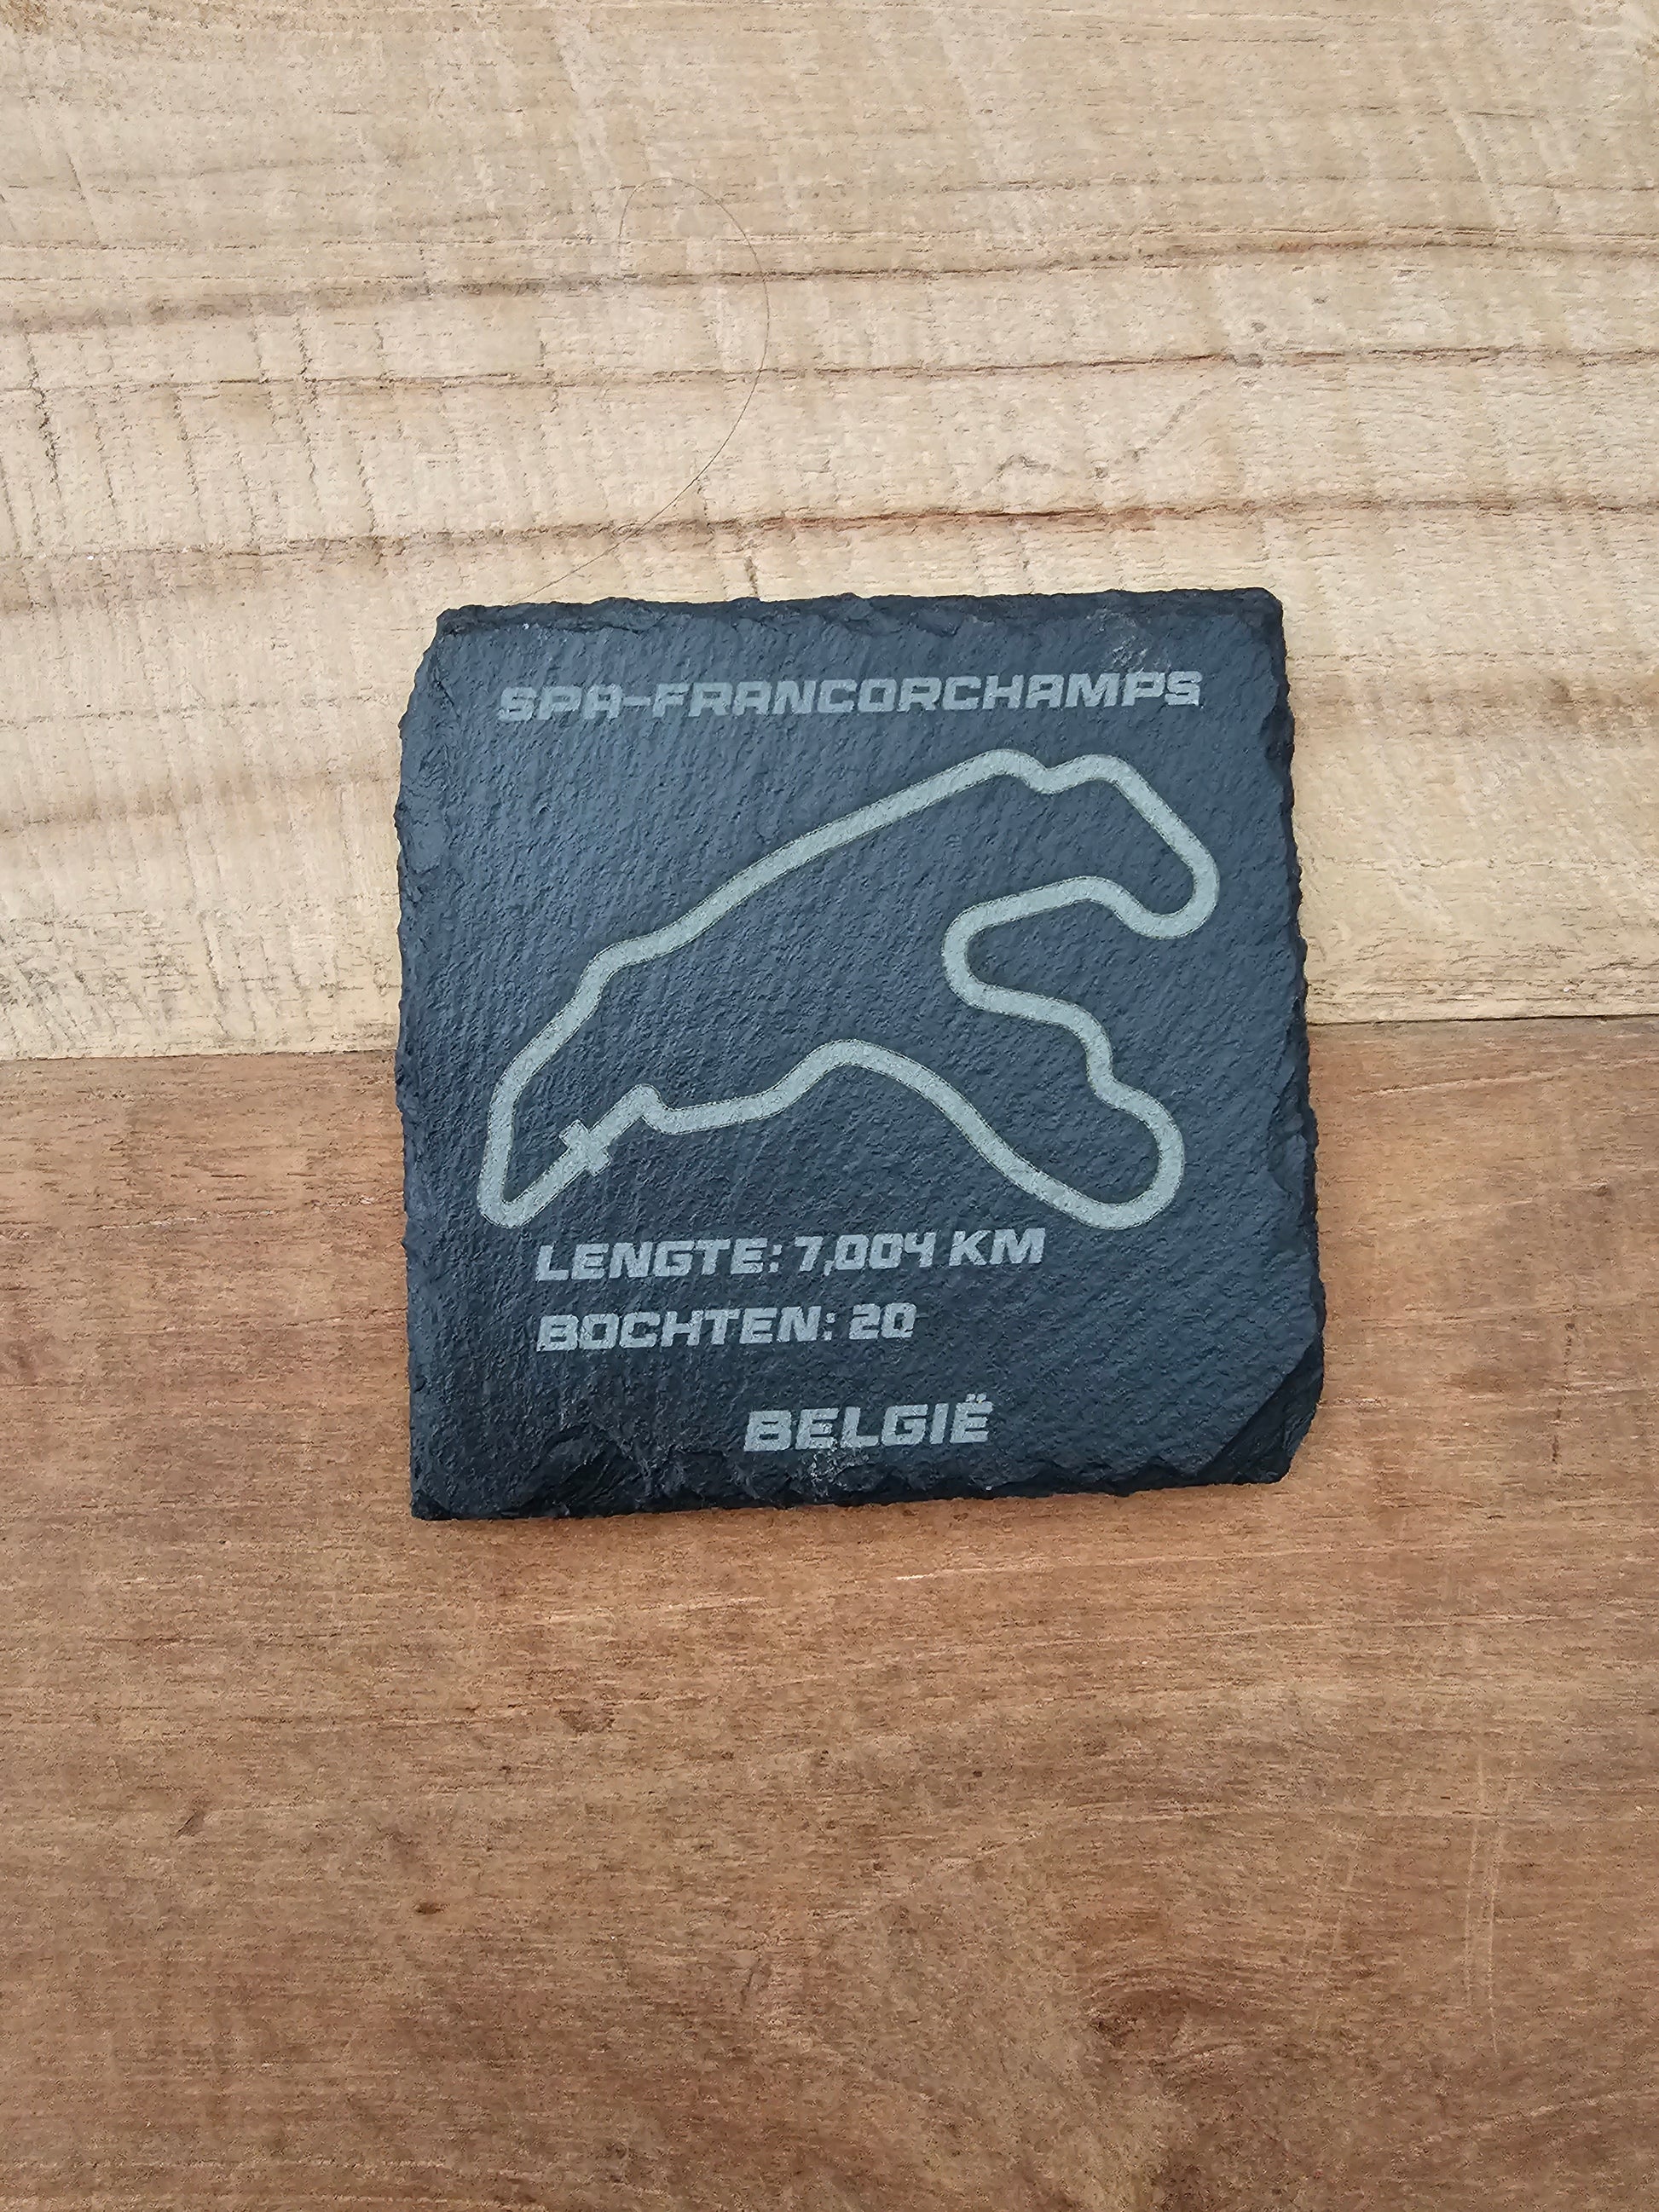 SPA-FRANCORCHAMPS
LENGTE: 7,004 KM
BOCHTEN: 20
BELGIË